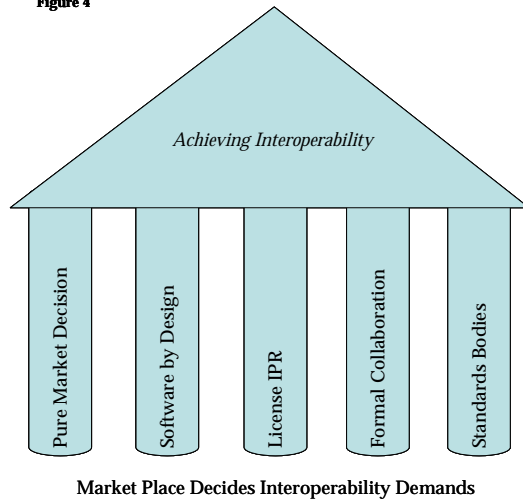 Figure 4
Achieving Interoperability
Pure Market Decision
Software by Design
License IPR
Formal Collaboration
Standards Bodies
Market Place Decides Interoperability Demands